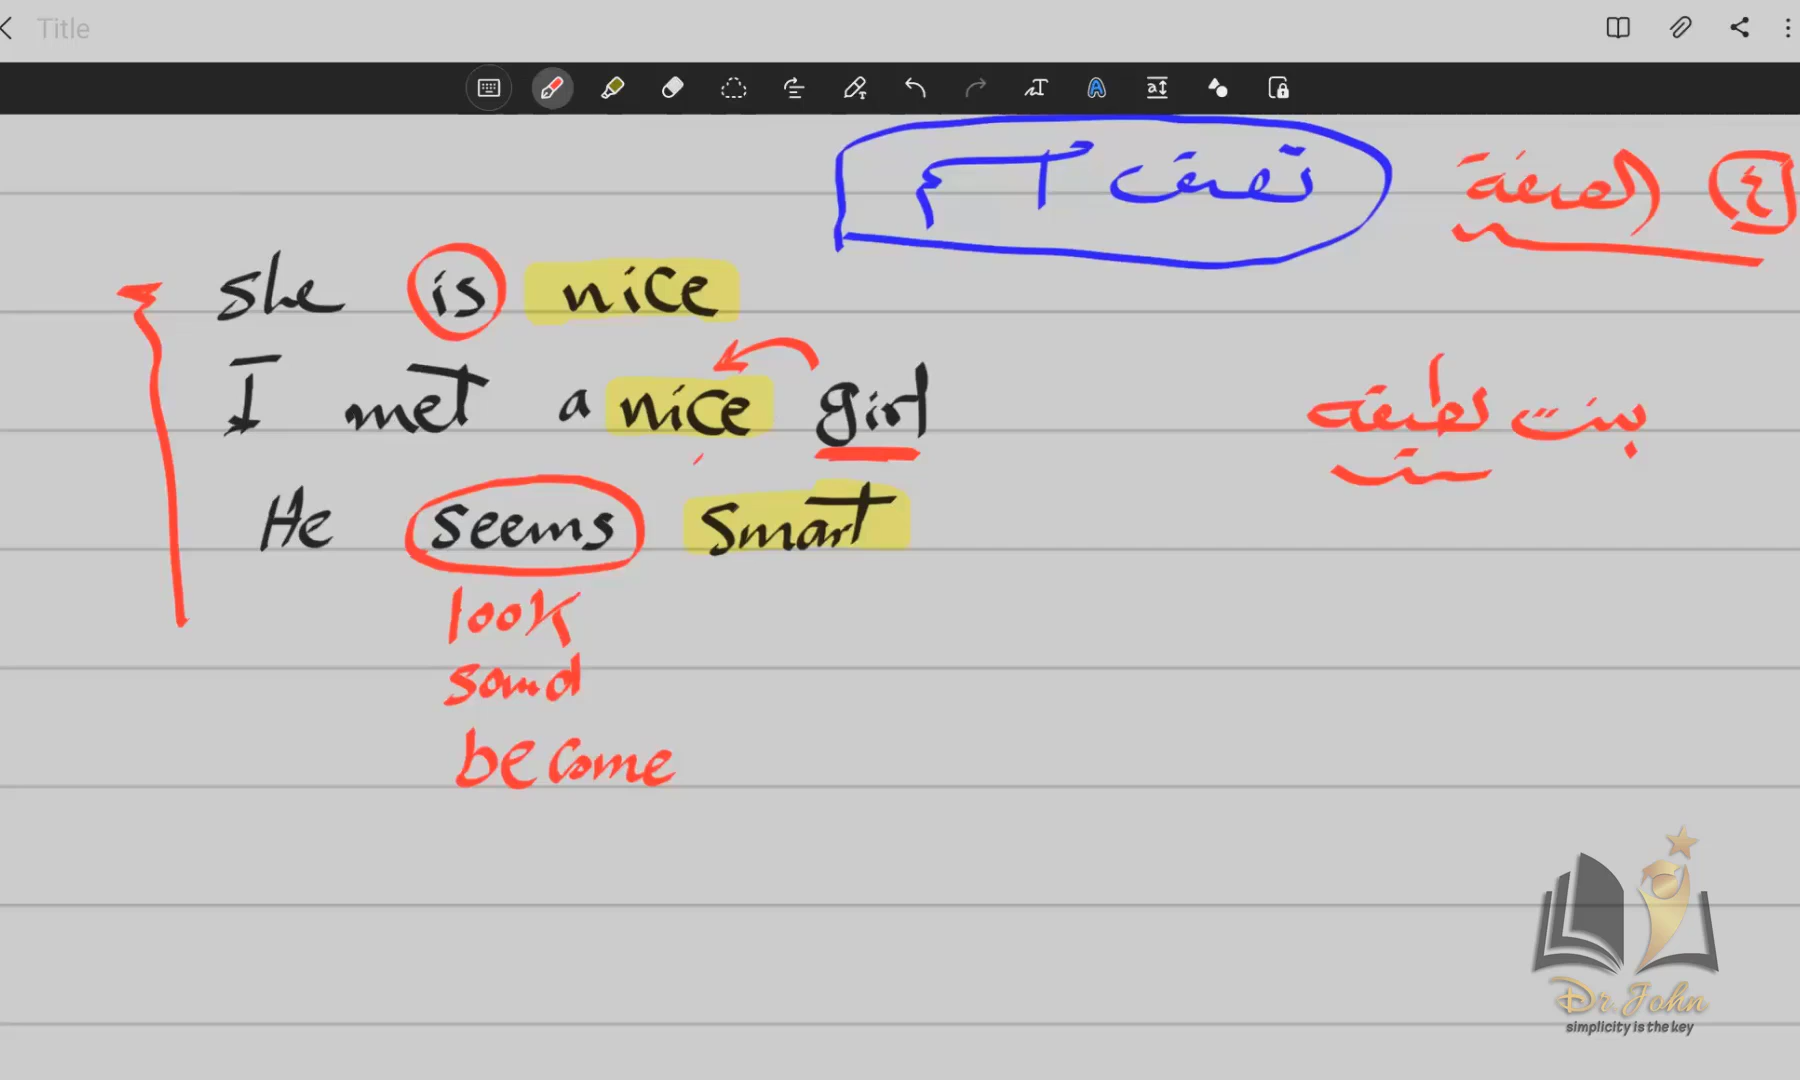 Title
٤ الصفة تصف اسم
she is nice
I met a nice girl
بنت لطيفة
He seems smart
look
sound
become
Dr. John
simplicity is the key